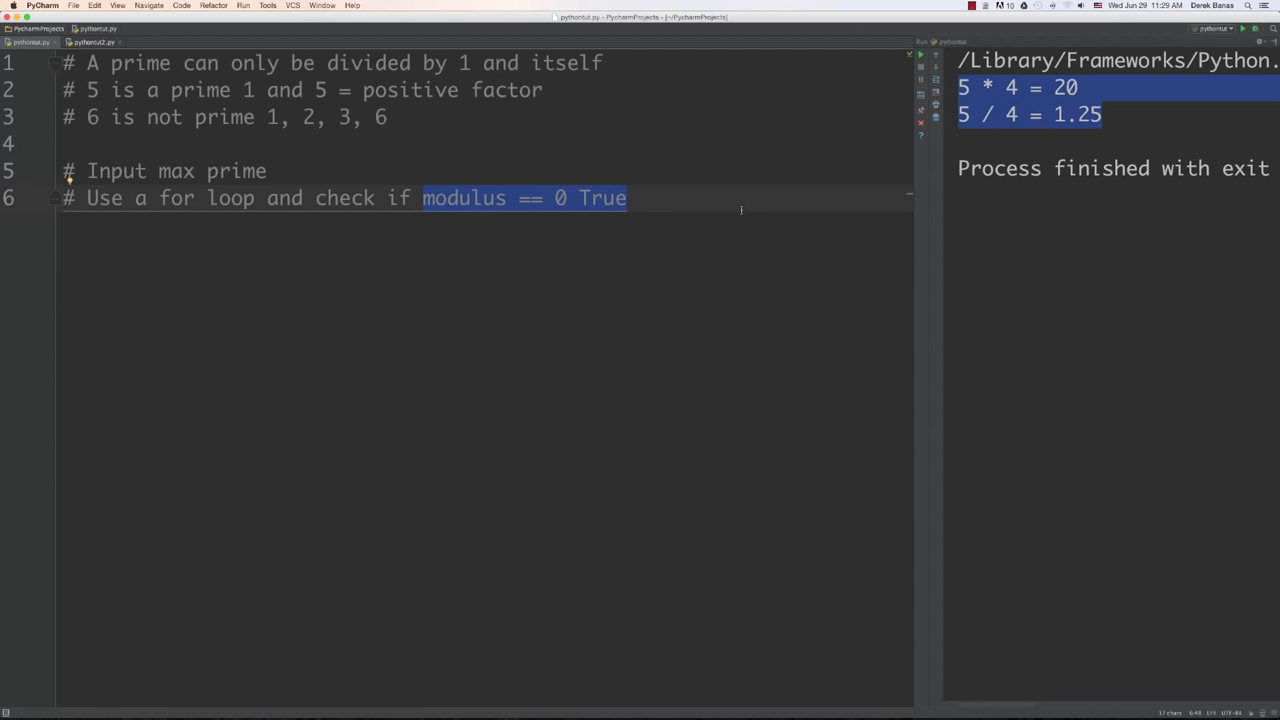 PyCharm File Edit View Navigate Code Refactor Run Tools VCS Window Help
10 Wed Jun 29 11:29 AM Derek Banas
pythontut.py - PycharmProjects - [~/PycharmProjects]
PycharmProjects pythontut.py
pythontut
pythontut.py pythontut2.py
Run pythontut
1 # A prime can only be divided by 1 and itself
2 # 5 is a prime 1 and 5 = positive factor
3 # 6 is not prime 1, 2, 3, 6
4
5 # Input max prime
6 # Use a for loop and check if modulus == 0 True
/Library/Frameworks/Python.
5 * 4 = 20
5 / 4 = 1.25
Process finished with exit
17 chars 6:48 LF÷ UTF-8÷